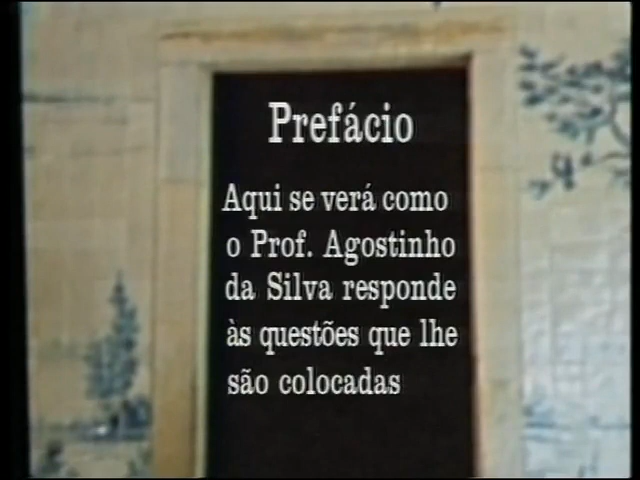 Prefácio
Aqui se verá como
o Prof. Agostinho
da Silva responde
às questões que lhe
são colocadas